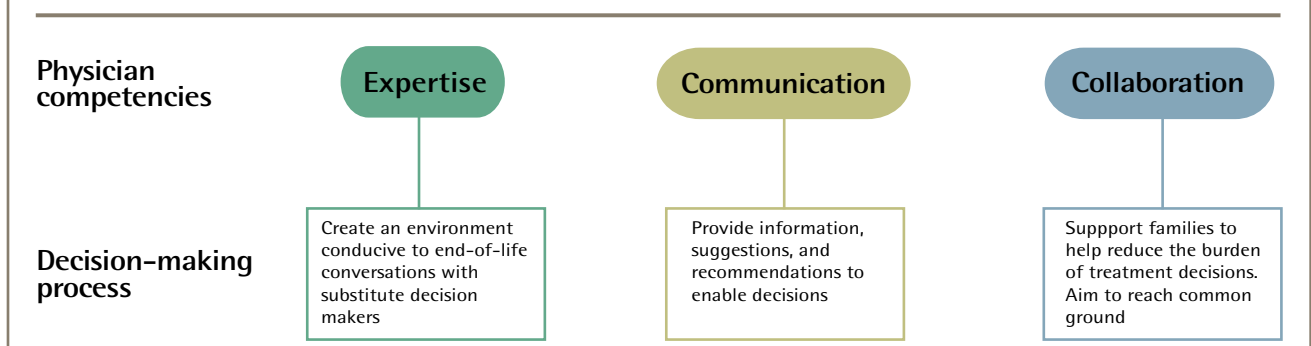 Physician
competencies
Expertise
Communication
Collaboration
Decision-making
process
Create an environment
conducive to end-of-life
conversations with
substitute decision
makers
Provide information,
suggestions, and
recommendations to
enable decisions
Suppport families to
help reduce the burden
of treatment decisions.
Aim to reach common
ground